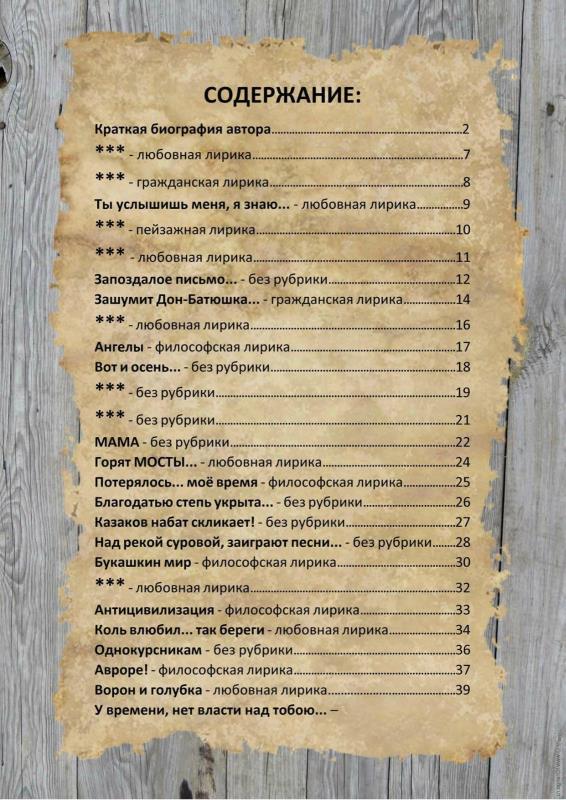 СОДЕРЖАНИЕ:
Краткая биография автора.......................................................2
*** - любовная лирика..............................................................7
*** - гражданская лирика.........................................................8
Ты услышишь меня, я знаю... - любовная лирика.............9
*** - пейзажная лирика...........................................................10
*** - любовная лирика............................................................11
Запоздалое письмо... - без рубрики...................................12
Зашумит Дон-Батюшка... - гражданская лирика..............14
*** - любовная лирика............................................................16
Ангелы - философская лирика..............................................17
Вот и осень... - без рубрики...................................................18
*** - без рубрики....................................................................19
*** - без рубрики....................................................................21
МАМА - без рубрики..............................................................22
Горят МОСТЫ... - любовная лирика.....................................24
Потерялось... моё время - философская лирика..............25
Благодатью степь укрыта... - без рубрики.........................26
Казаков набат скликает! - без рубрики..............................27
Над рекой суровой, заиграют песни... - без рубрики......28
Букашкин мир - философская лирика................................30
*** - любовная лирика............................................................32
Антицивилизация - философская лирика..........................33
Коль влюбил... так береги - любовная лирика..................34
Однокурсникам - без рубрики.............................................36
Авроре! - философская лирика............................................37
Ворон и голубка - любовная лирика...................................39
У времени, нет власти над тобою... –